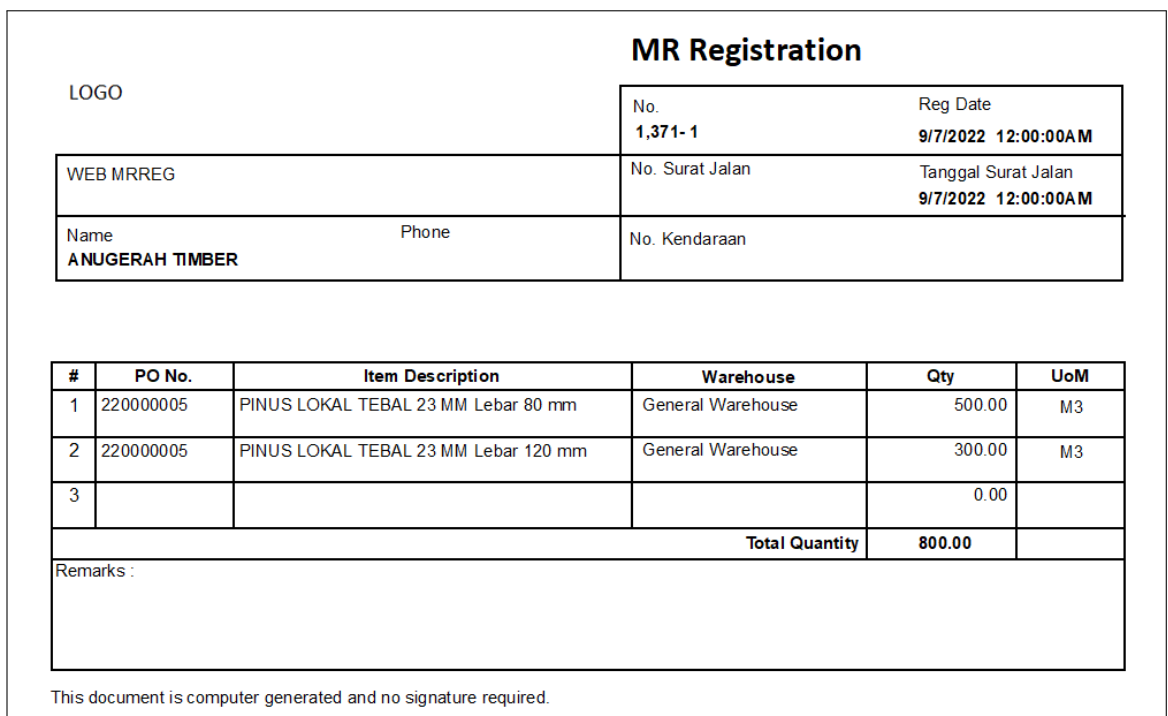 MR Registration
LOGO
No. Reg Date
1,371- 1 9/7/2022 12:00:00AM
WEB MRREG No. Surat Jalan Tanggal Surat Jalan
9/7/2022 12:00:00AM
Name Phone No. Kendaraan
ANUGERAH TIMBER
# PO No. Item Description Warehouse Qty UoM
1 220000005 PINUS LOKAL TEBAL 23 MM Lebar 80 mm General Warehouse 500.00 M3
2 220000005 PINUS LOKAL TEBAL 23 MM Lebar 120 mm General Warehouse 300.00 M3
3 0.00
Total Quantity 800.00
Remarks :
This document is computer generated and no signature required.